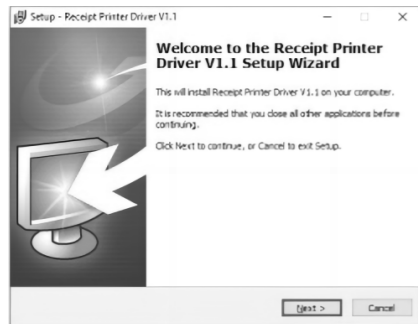 Setup - Receipt Printer Driver V1.1
Welcome to the Receipt Printer
Driver V1.1 Setup Wizard
This will install Receipt Printer Driver V1.1 on your computer.
It is recommended that you close all other applications before
continuing.
Click Next to continue, or Cancel to exit Setup.
Next >
Cancel